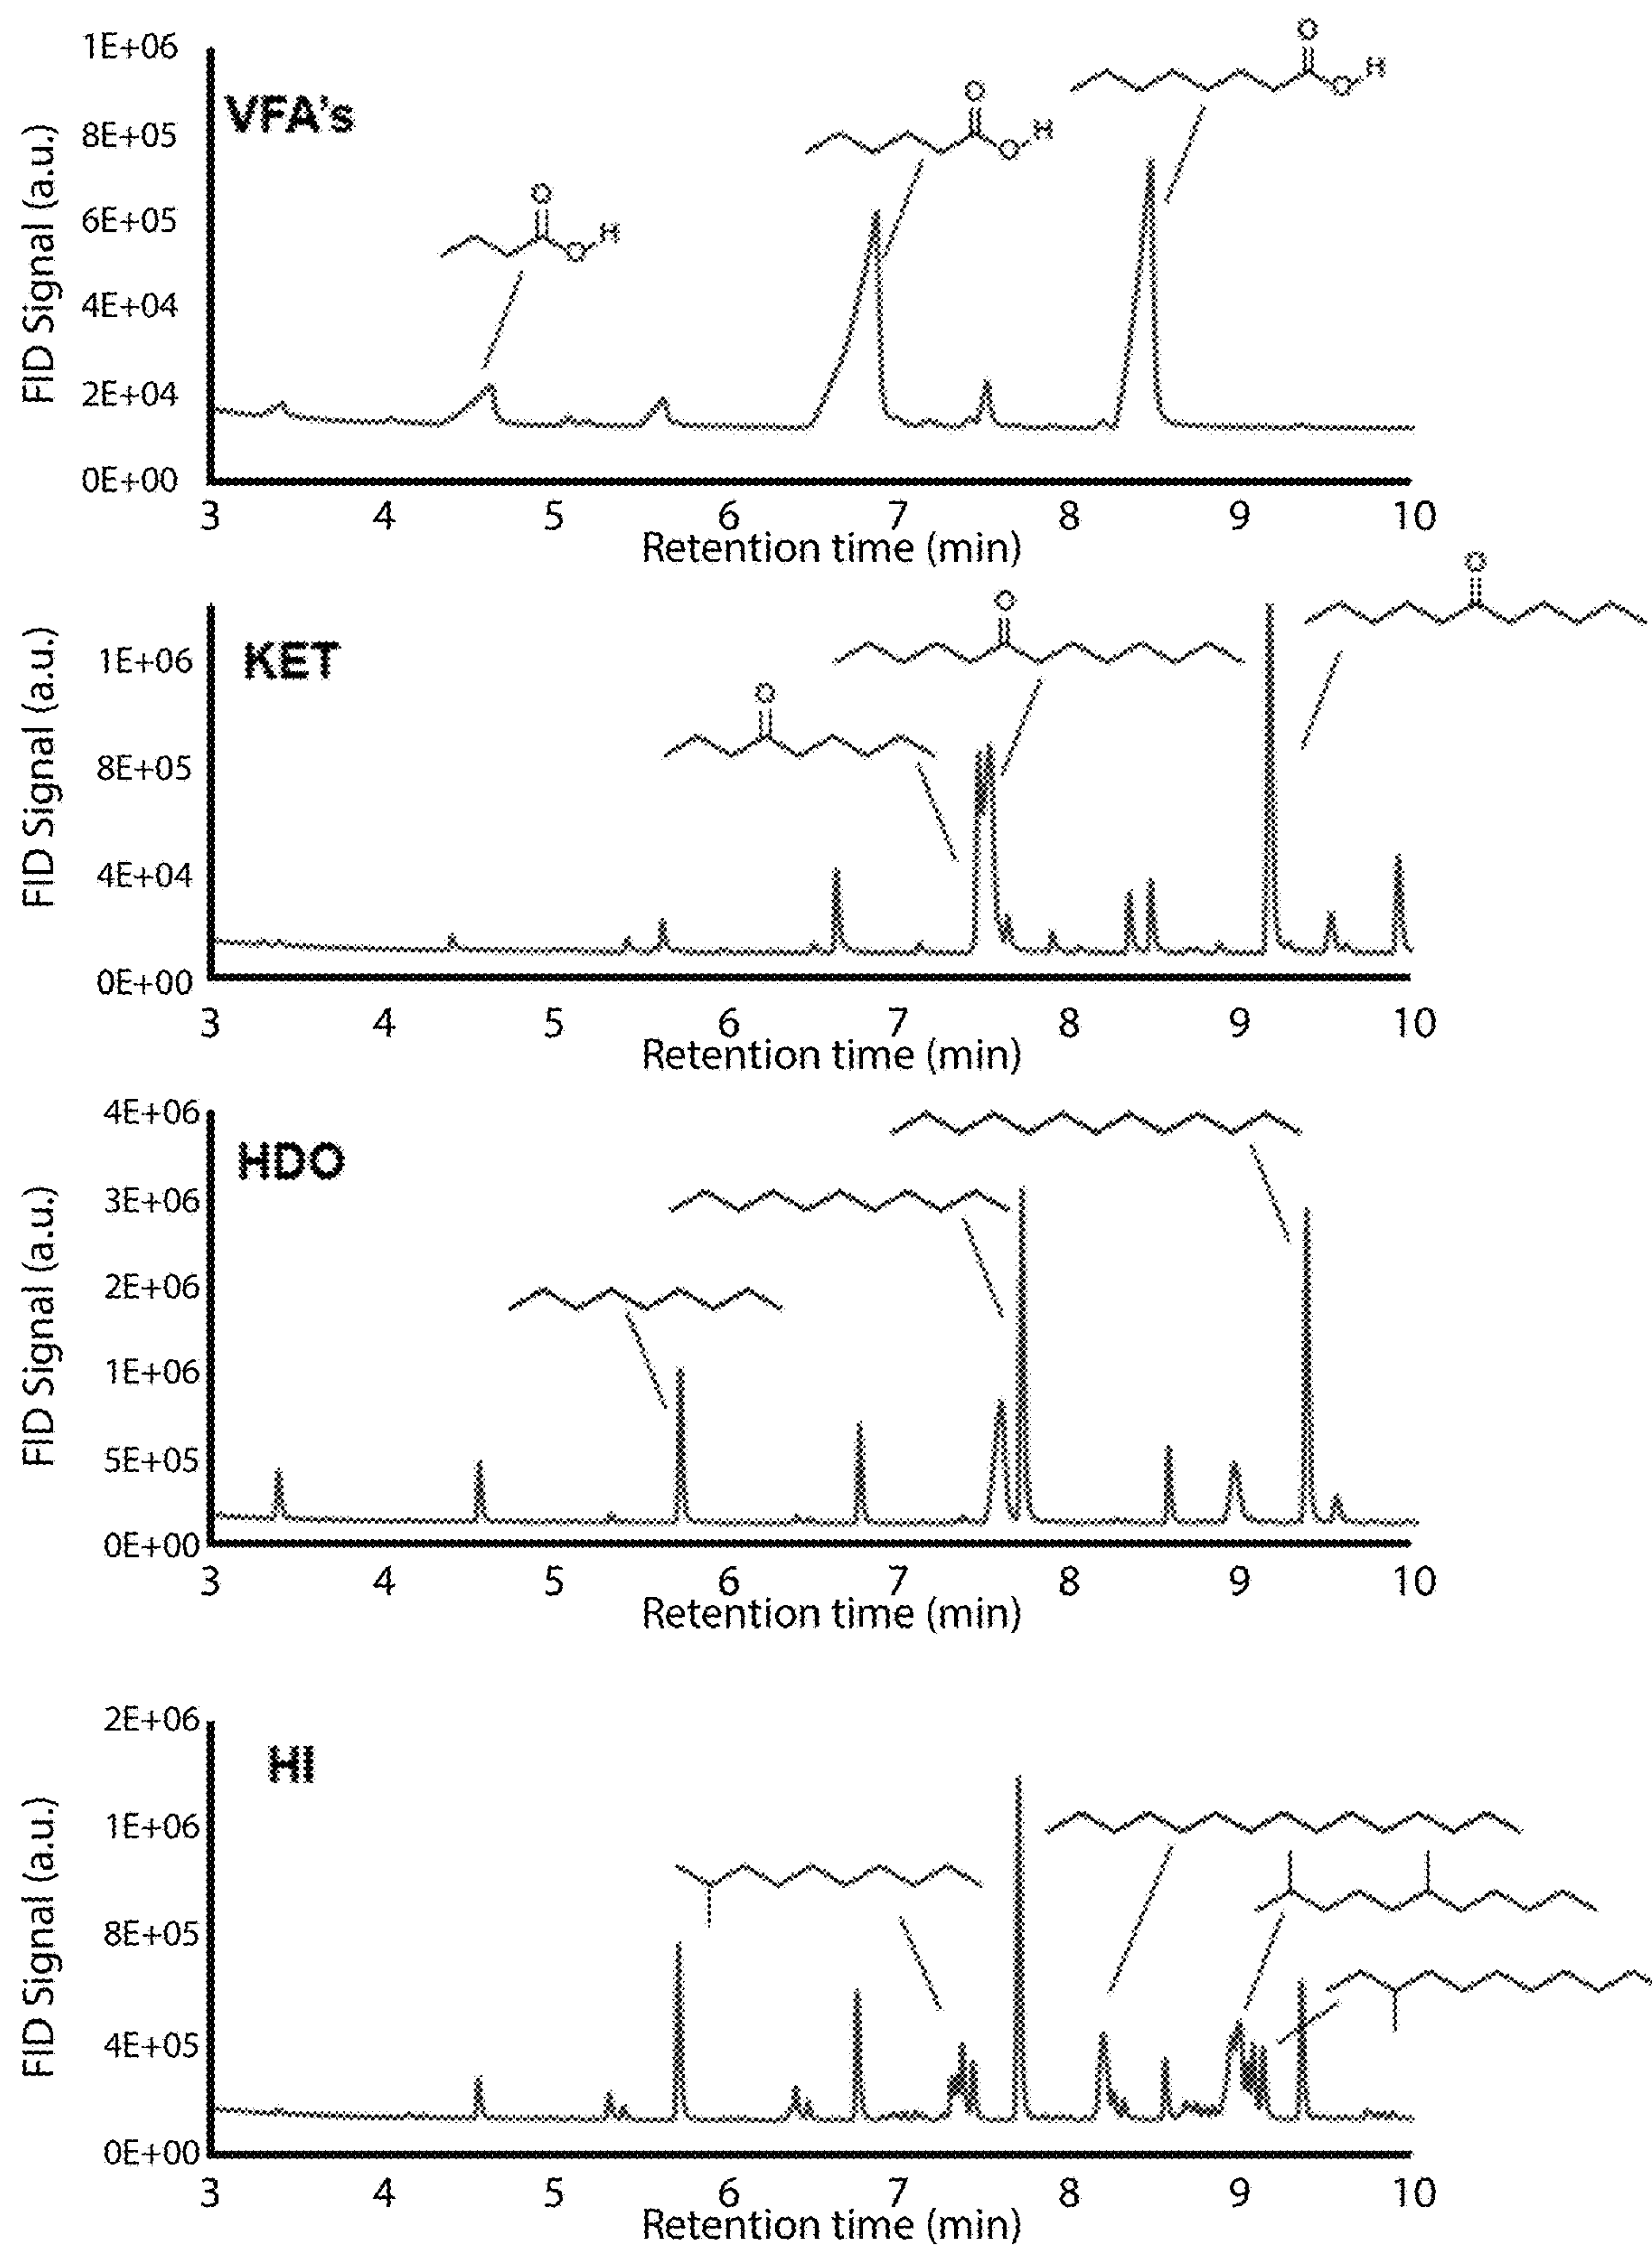 1E+06
VFA's
8E+05
6E+05
4E+04
2E+04
0E+00
FID Signal (a.u.)
O
O H
O
O H
O
O H
3 4 5 6 7 8 9 10
Retention time (min)
KET
1E+06
8E+05
4E+04
0E+00
FID Signal (a.u.)
O
O
O
3 4 5 6 7 8 9 10
Retention time (min)
4E+06
HDO
3E+06
2E+06
1E+06
5E+05
0E+00
FID Signal (a.u.)
3 4 5 6 7 8 9 10
Retention time (min)
2E+06
HI
1E+06
8E+05
4E+05
0E+00
FID Signal (a.u.)
3 4 5 6 7 8 9 10
Retention time (min)